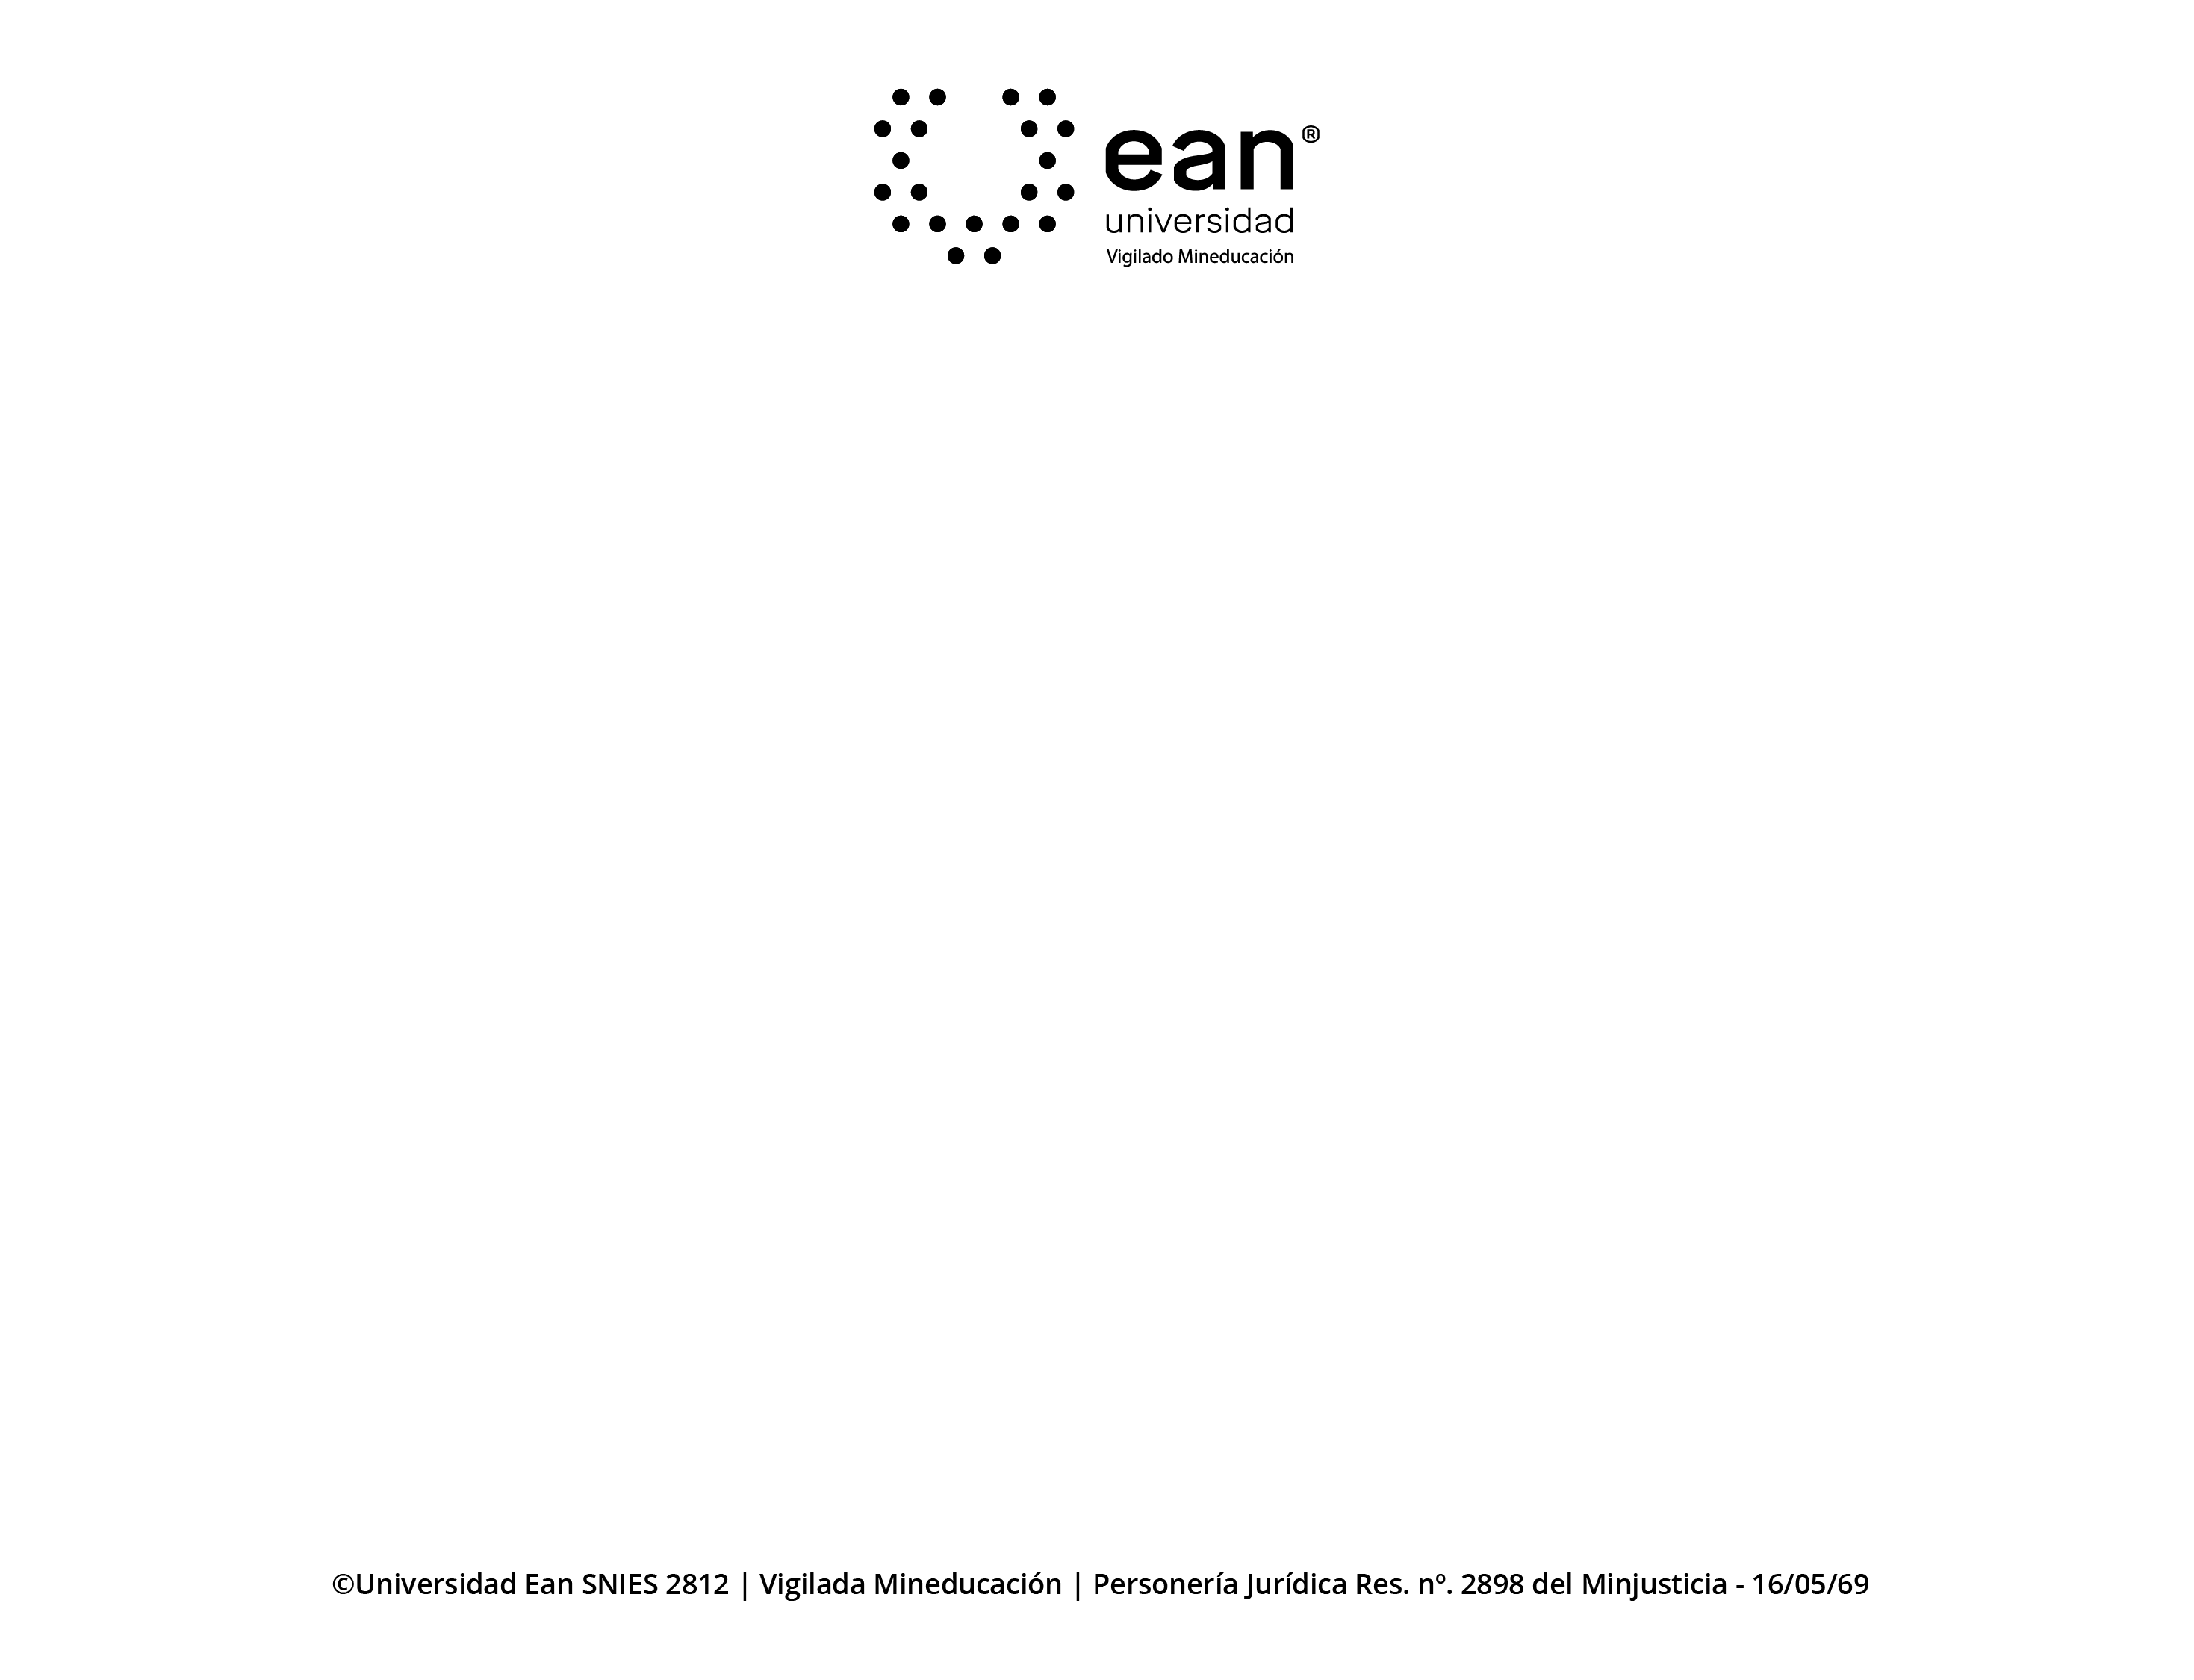 ean®
universidad
Vigilado Mineducación
©Universidad Ean SNIES 2812 | Vigilada Mineducación | Personería Jurídica Res. nº. 2898 del Minjusticia - 16/05/69